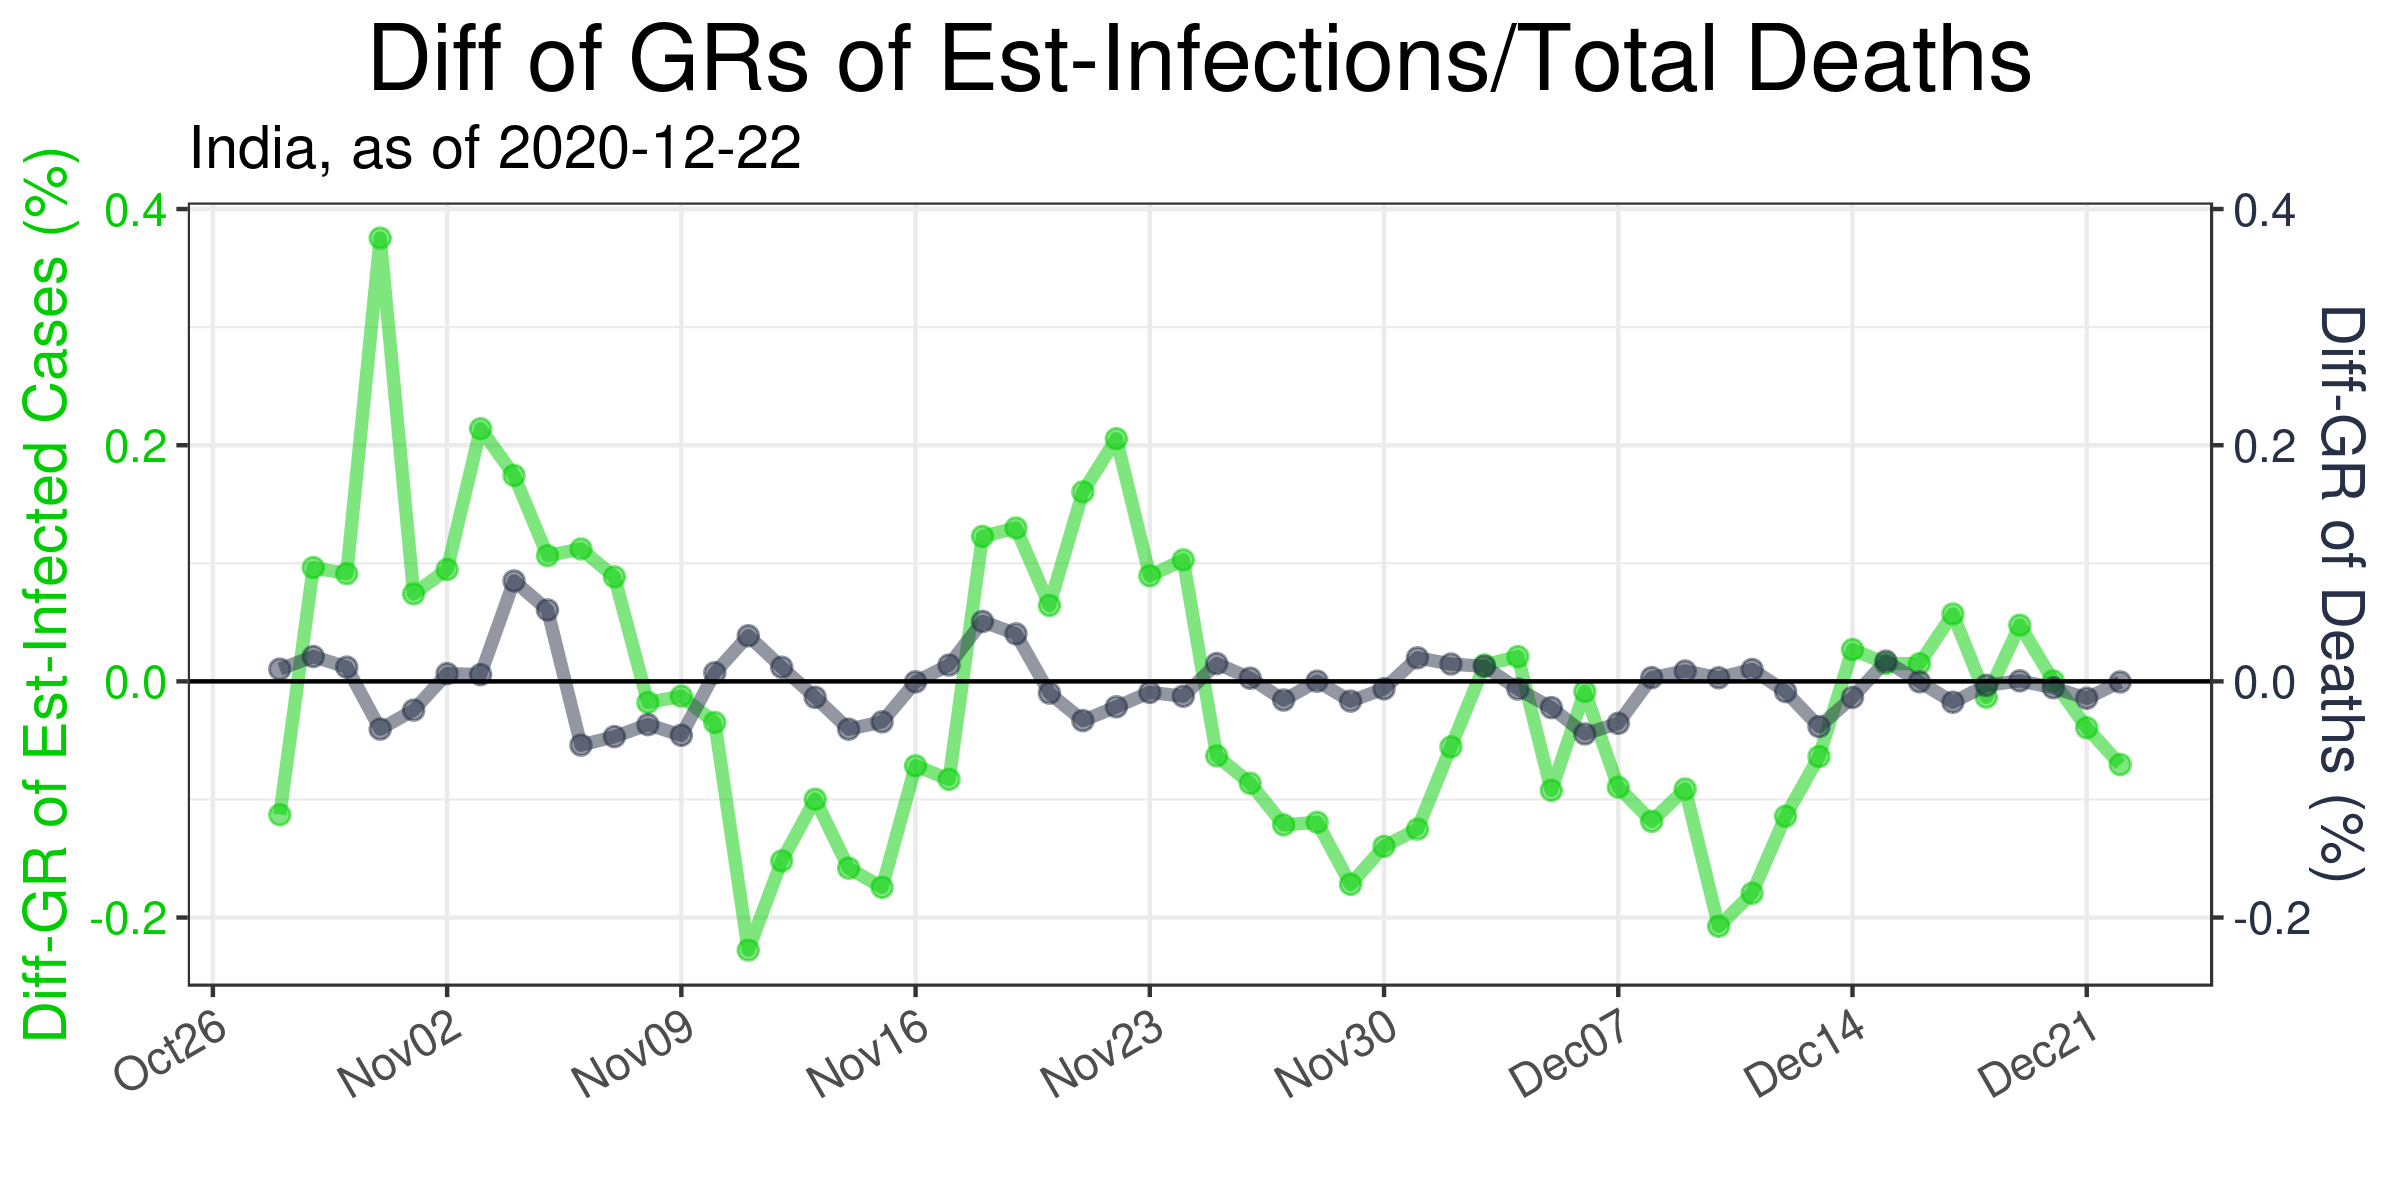 Diff of GRs of Est-Infections/Total Deaths
India, as of 2020-12-22
Diff-GR of Est-Infected Cases (%)
0.4
0.2
0.0
-0.2
0.4
0.2
0.0
-0.2
Diff-GR of Deaths (%)
Oct26
Nov02
Nov09
Nov16
Nov23
Nov30
Dec07
Dec14
Dec21